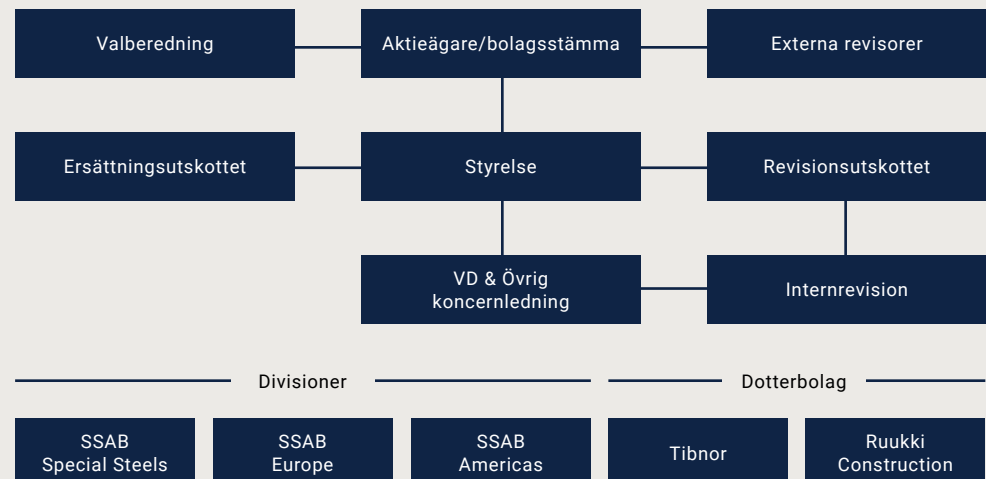 Valberedning
Aktieägare/bolagsstämma
Externa revisorer
Ersättningsutskottet
Styrelse
Revisionsutskottet
VD & Övrig
koncernledning
Internrevision
Divisioner
Dotterbolag
SSAB
Special Steels
SSAB
Europe
SSAB
Americas
Tibnor
Ruukki
Construction